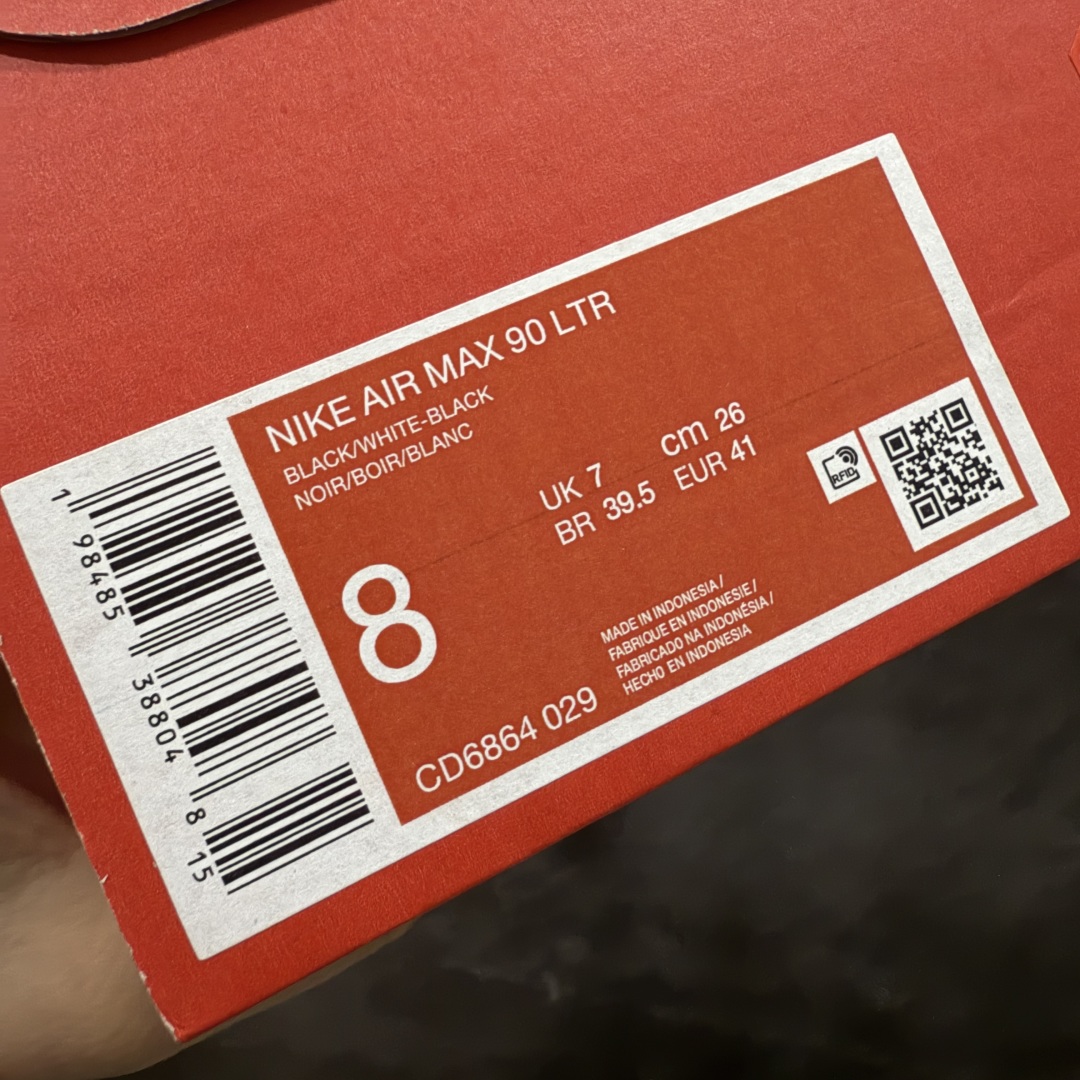 NIKE AIR MAX 90 LTR
BLACK/WHITE-BLACK
NOIR/BOIR/BLANC
UK 7 cm 26
BR 39.5 EUR 41
RFID
8
MADE IN INDONESIA /
FABRIQUE EN INDONESIE /
FABRICADO NA INDONÉSIA /
HECHO EN INDONESIA
CD6864 029
1 98485 38804 8 15